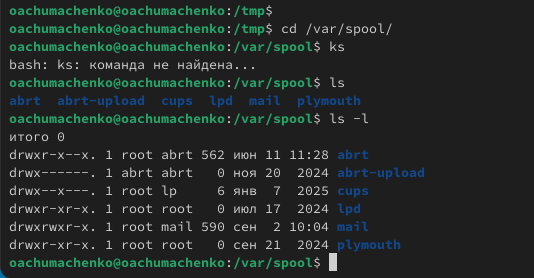 oachumachenko@oachumachenko:/tmp$
oachumachenko@oachumachenko:/tmp$ cd /var/spool/
oachumachenko@oachumachenko:/var/spool$ ks
bash: ks: команда не найдена...
oachumachenko@oachumachenko:/var/spool$ ls
abrt  abrt-upload  cups  lpd  mail  plymouth
oachumachenko@oachumachenko:/var/spool$ ls -l
итого 0
drwxr-x--x. 1 root abrt 562 июн 11 11:28 abrt
drwx------. 1 abrt abrt   0 ноя 20  2024 abrt-upload
drwx--x---. 1 root lp     6 янв  7  2025 cups
drwxr-xr-x. 1 root root   0 июл 17  2024 lpd
drwxrwxr-x. 1 root mail 590 сен  2 10:04 mail
drwxr-xr-x. 1 root root   0 сен 21  2024 plymouth
oachumachenko@oachumachenko:/var/spool$